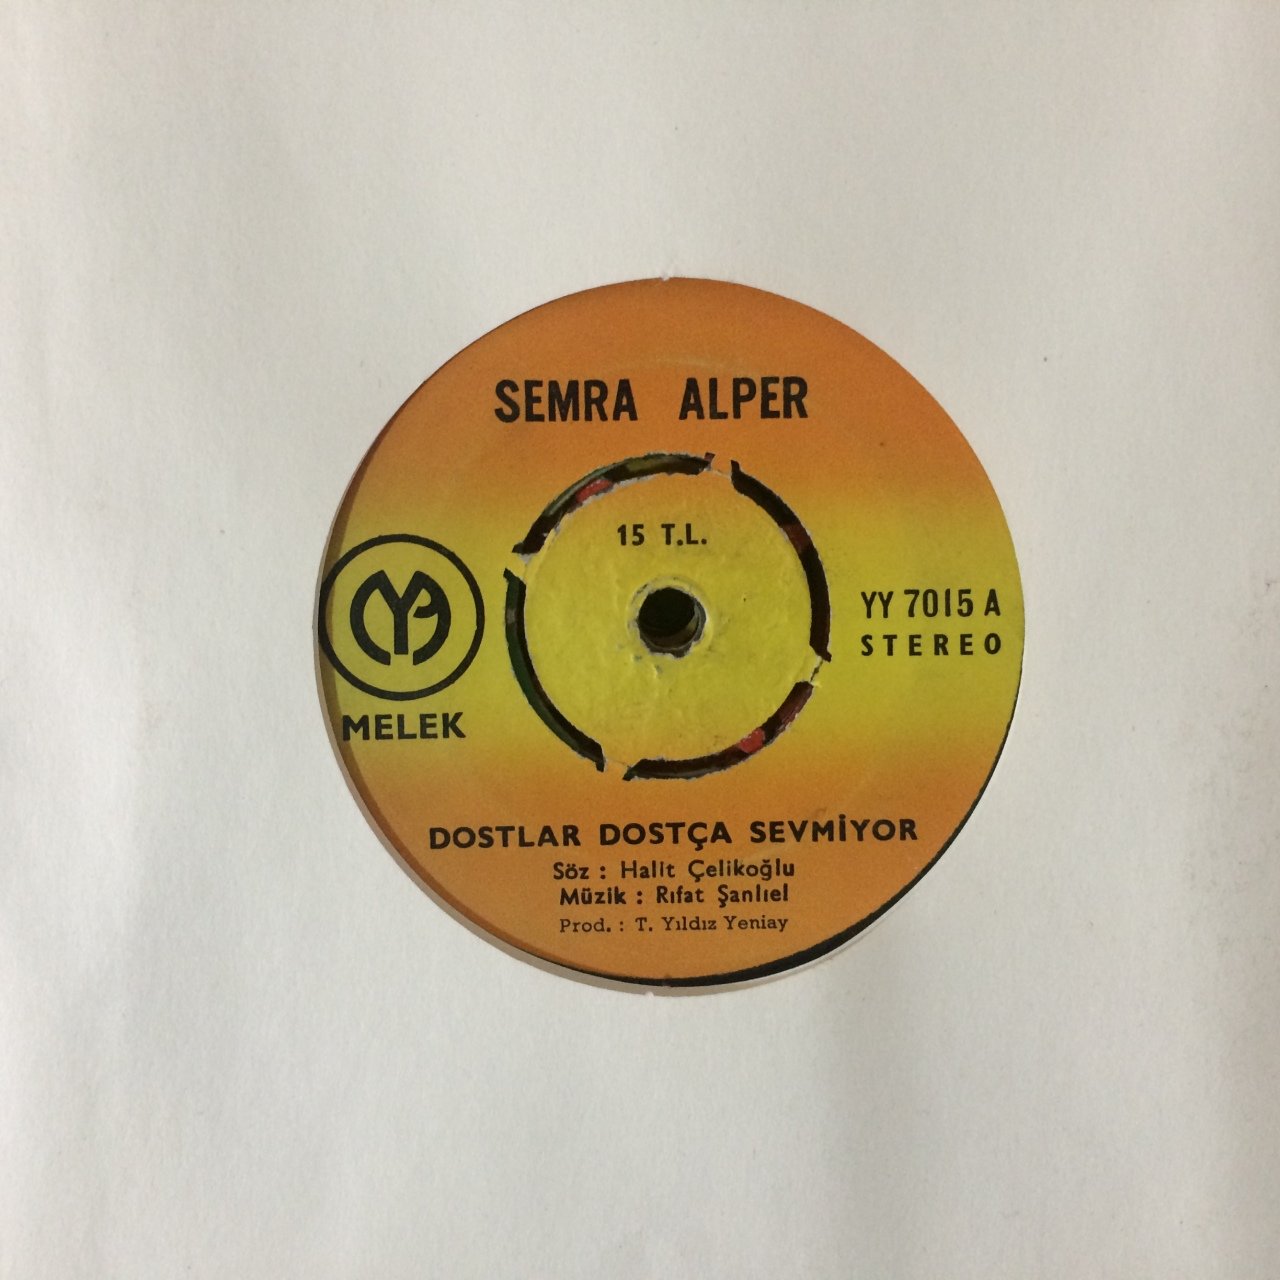 SEMRA ALPER
15 T.L.
YY 7015 A
STEREO
MELEK
DOSTLAR DOSTÇA SEVMİYOR
Söz : Halit Çelikoğlu
Müzik : Rıfat Şanlıel
Prod. : T. Yıldız Yeniay